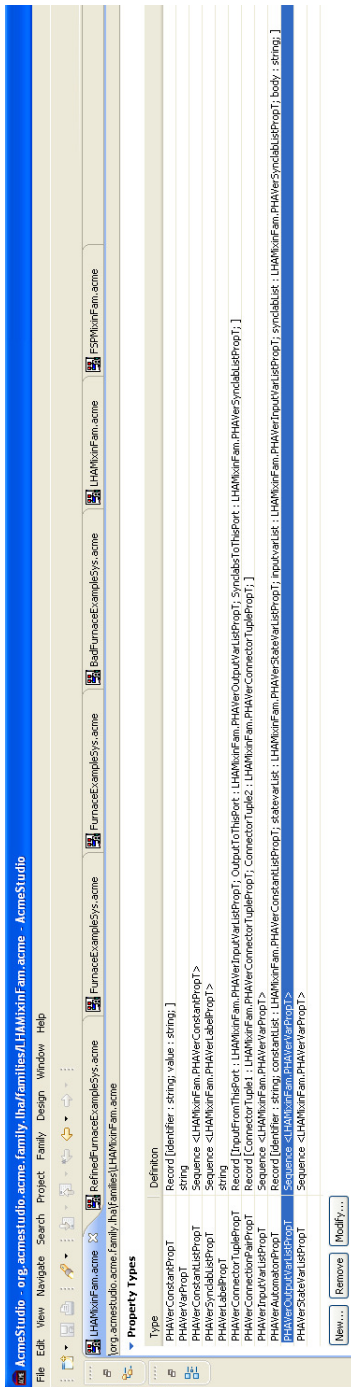 AcmeStudio - org.acmestudio.acme.family.lha/families/LHAMixinFam.acme - AcmeStudio
File Edit View Navigate Search Project Family Design Window Help
LHAMixinFam.acme RefinedFurnaceExampleSys.acme FurnaceExampleSys.acme FurnaceExampleSys.acme BadFurnaceExampleSys.acme LHAMixinFam.acme FSPMixinFam.acme
(org.acmestudio.acme.family.lha)\families\LHAMixinFam.acme
Property Types
Type Definiton
PHAVerConstantPropT Record [identifier : string; value : string; ]
PHAVerVarPropT string
PHAVerConstantListPropT Sequence <LHAMixinFam.PHAVerConstantPropT>
PHAVerSynclabListPropT Sequence <LHAMixinFam.PHAVerLabelPropT>
PHAVerLabelPropT string
PHAVerConnectorTuplePropT Record [InputFromThisPort : LHAMixinFam.PHAVerInputVarListPropT; OutputToThisPort : LHAMixinFam.PHAVerOutputVarListPropT; SynclabsToThisPort : LHAMixinFam.PHAVerSynclabListPropT; ]
PHAVerConnectionPairPropT Record [ConnectorTuple1 : LHAMixinFam.PHAVerConnectorTuplePropT; ConnectorTuple2 : LHAMixinFam.PHAVerConnectorTuplePropT; ]
PHAVerInputVarListPropT Sequence <LHAMixinFam.PHAVerVarPropT>
PHAVerAutomatonPropT Record [identifier : string; constantList : LHAMixinFam.PHAVerConstantListPropT; statevarList : LHAMixinFam.PHAVerStateVarListPropT; inputvarList : LHAMixinFam.PHAVerInputVarListPropT; synclabList : LHAMixinFam.PHAVerSynclabListPropT; body : string; ]
PHAVerOutputVarListPropT Sequence <LHAMixinFam.PHAVerVarPropT>
PHAVerStateVarListPropT Sequence <LHAMixinFam.PHAVerVarPropT>
New... Remove Modify...